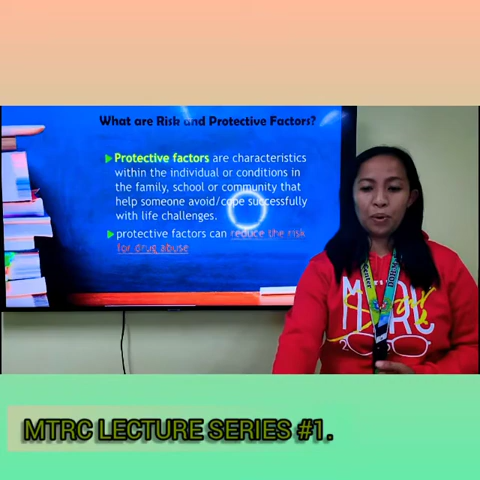 What are Risk and Protective Factors?
Protective factors are characteristics
within the individual or conditions in
the family, school or community that
help someone avoid/cope successfully
with life challenges.
protective factors can reduce the risk
for drug abuse
MTRC
MTRC LECTURE SERIES #1.